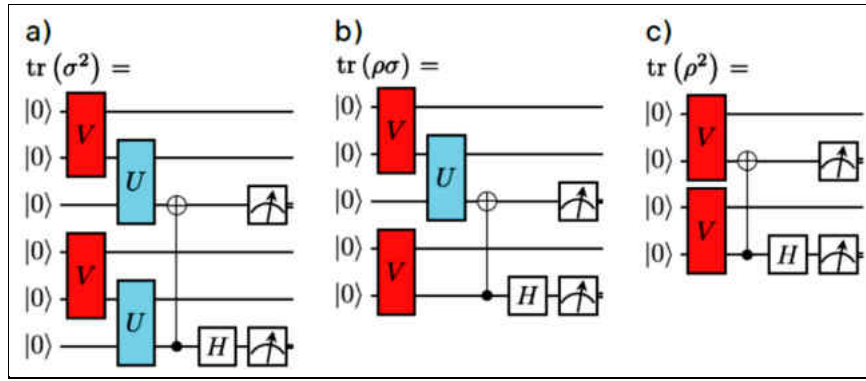 a)
tr (σ²) =
|0⟩
V
|0⟩
U
|0⟩
|0⟩
V
|0⟩
U
|0⟩ H
b)
tr (ρσ) =
|0⟩
V
|0⟩
U
|0⟩
|0⟩
V
|0⟩ H
c)
tr (ρ²) =
|0⟩
V
|0⟩
|0⟩
V
|0⟩ H